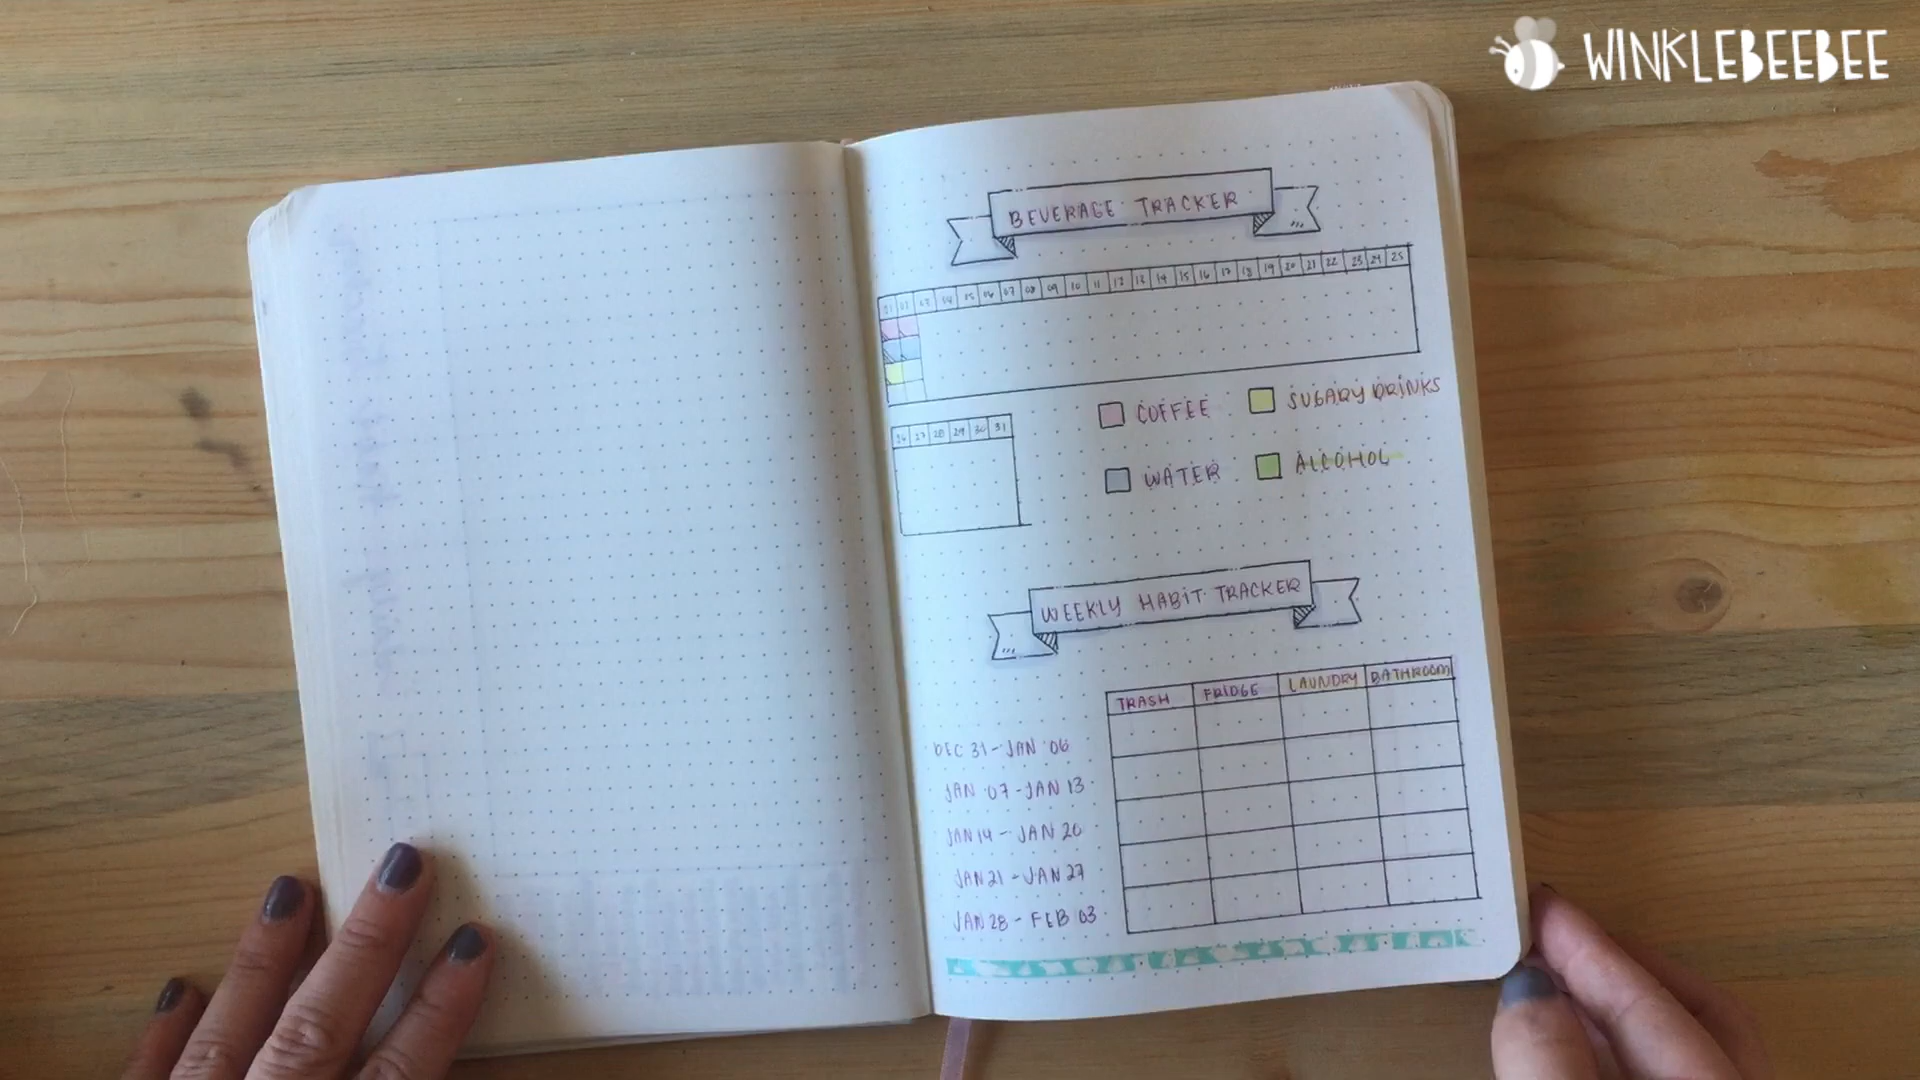 WINKLEBEEBEE
BEVERAGE TRACKER
01 02 03 04 05 06 07 08 09 10 11 12 13 14 15 16 17 18 19 20 21 22 23 24 25
26 27 28 29 30 31
COFFEE SUGARY DRINKS
WATER ALCOHOL
WEEKLY HABIT TRACKER
TRASH FRIDGE LAUNDRY BATHROOM
DEC 31 - JAN 06
JAN 07 - JAN 13
JAN 14 - JAN 20
JAN 21 - JAN 27
JAN 28 - FEB 03